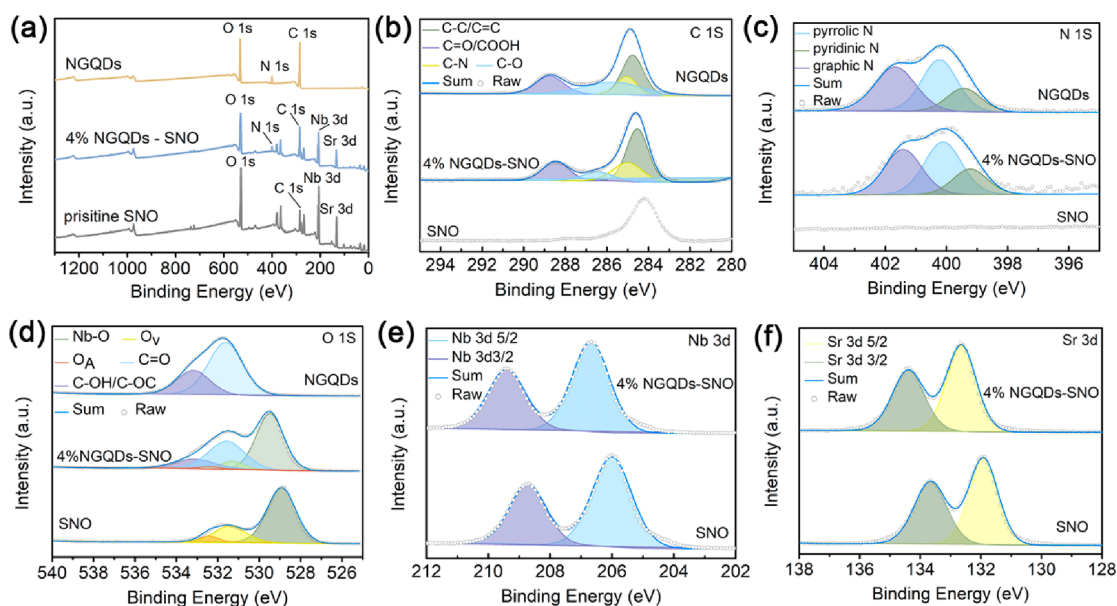 (a)
O 1s
C 1s
N 1s
NGQDs
O 1s
C 1s
Nb 3d
N 1s
Sr 3d
4% NGQDs - SNO
O 1s
Nb 3d
C 1s
Sr 3d
prisitine SNO
Intensity (a.u.)
1200 1000 800 600 400 200 0
Binding Energy (eV)
(b)
C-C/C=C
C=O/COOH
C-N C-O
Sum Raw
C 1S
NGQDs
4% NGQDs-SNO
SNO
Intensity (a.u.)
294 292 290 288 286 284 282 280
Binding Energy (eV)
(c)
pyrrolic N
pyridinic N
graphic N
Sum
Raw
N 1S
NGQDs
4% NGQDs-SNO
SNO
Intensity (a.u.)
404 402 400 398 396
Binding Energy (eV)
(d)
Nb-O Ov
OA C=O
C-OH/C-OC
Sum Raw
O 1S
NGQDs
4%NGQDs-SNO
SNO
Intensity (a.u.)
540 538 536 534 532 530 528 526
Binding Energy (eV)
(e)
Nb 3d 5/2
Nb 3d3/2
Sum
Raw
Nb 3d
4% NGQDs-SNO
SNO
Intensity (a.u.)
212 210 208 206 204 202
Binding Energy (eV)
(f)
Sr 3d 5/2
Sr 3d 3/2
Sum
Raw
Sr 3d
4% NGQDs-SNO
SNO
Intensity (a.u.)
138 136 134 132 130 128
Binding Energy (eV)